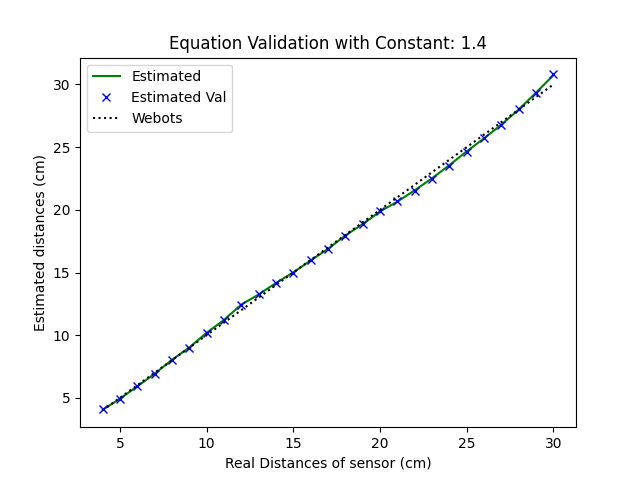 Equation Validation with Constant: 1.4
Estimated
Estimated Val
Webots
Estimated distances (cm)
30
25
20
15
10
5
5 10 15 20 25 30
Real Distances of sensor (cm)